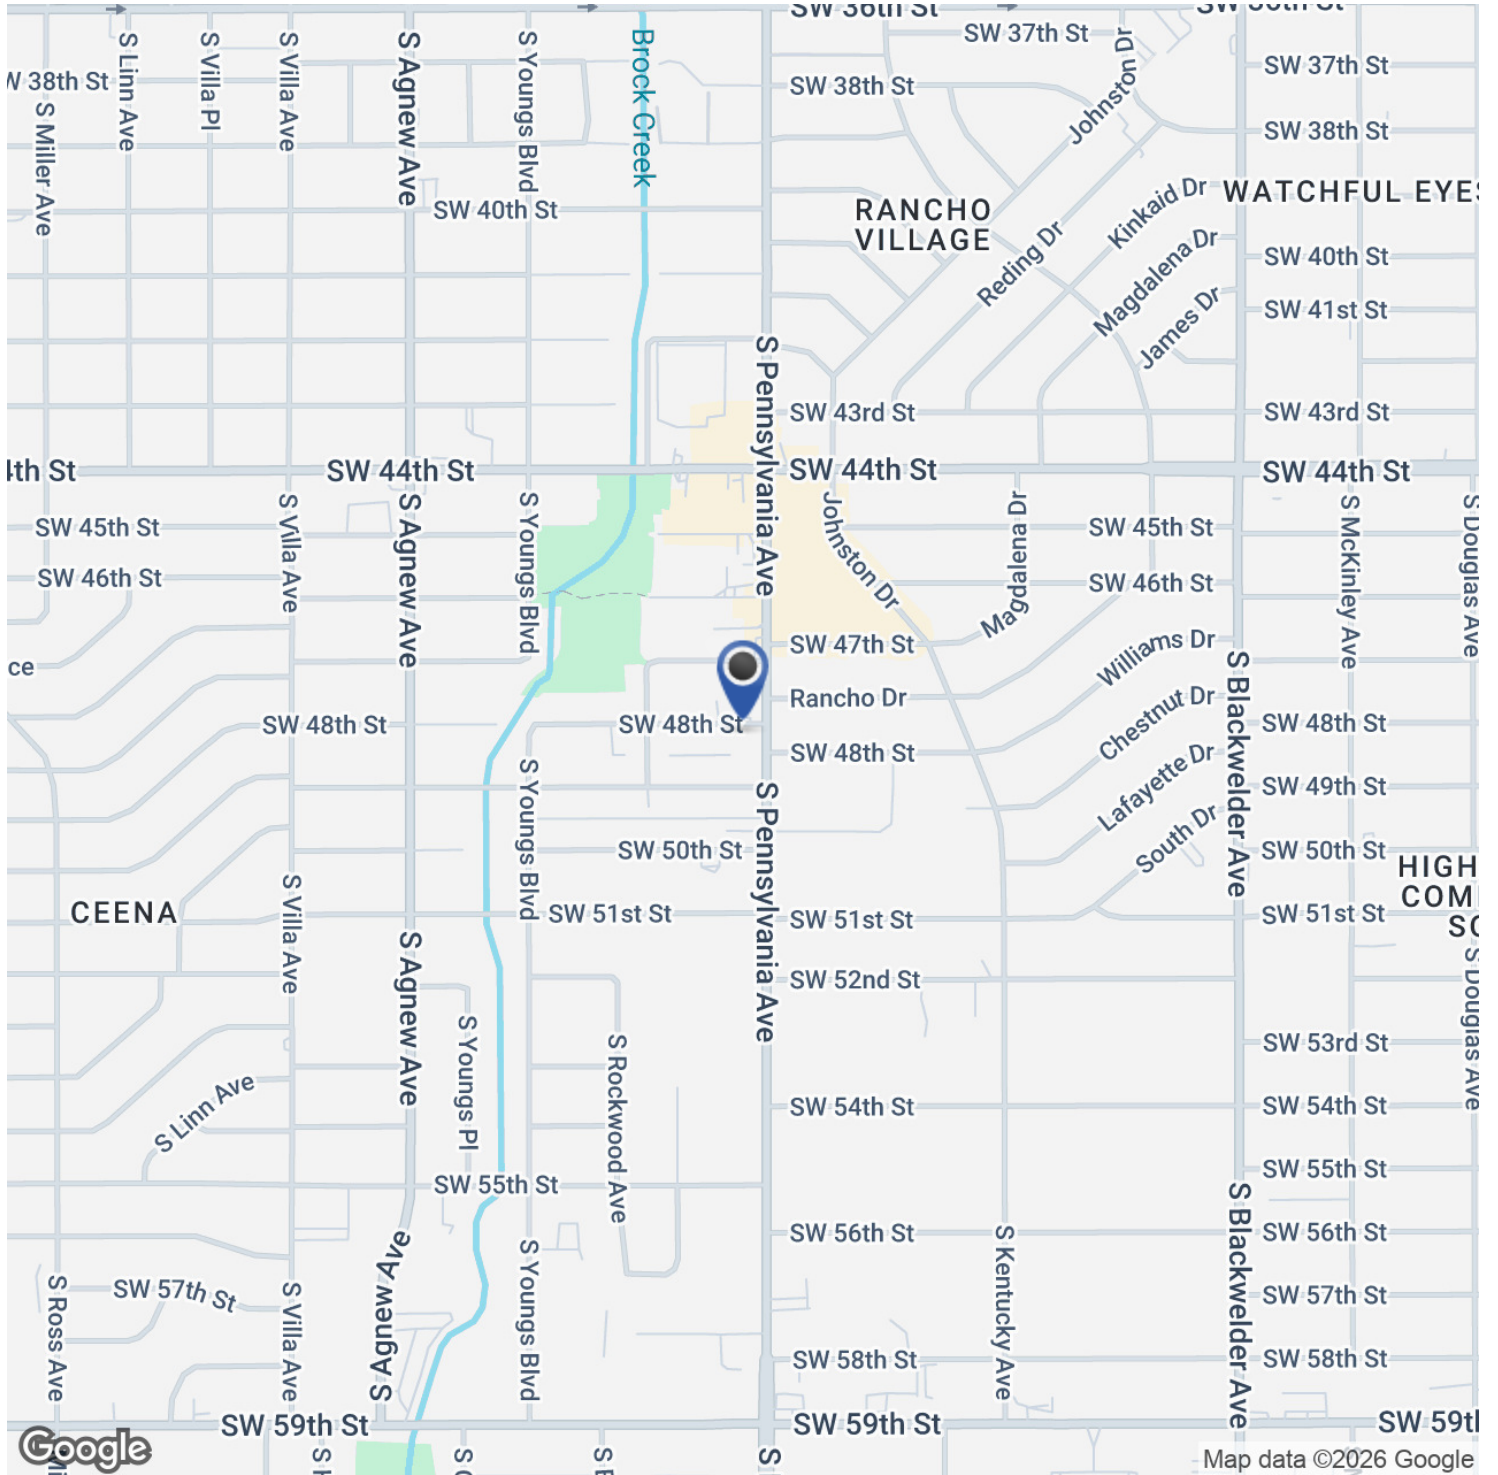 SW 36th St
SW 37th St
Johnston Dr
SW 37th St
S Linn Ave
S Villa Pl
S Villa Ave
S Agnew Ave
S Youngs Blvd
Brock Creek
W 38th St
S Miller Ave
SW 38th St
SW 38th St
SW 40th St
RANCHO
VILLAGE
Reding Dr
Kinkaid Dr
Magdalena Dr
James Dr
WATCHFUL EYES
SW 40th St
SW 41st St
S Pennsylvania Ave
SW 43rd St
SW 43rd St
4th St
SW 44th St
SW 44th St
SW 44th St
SW 45th St
SW 46th St
S Villa Ave
S Agnew Ave
S Youngs Blvd
Johnston Dr
Magdalena Dr
SW 45th St
SW 46th St
S McKinley Ave
S Douglas Ave
SW 47th St
Williams Dr
ce
Rancho Dr
Chestnut Dr
S Blackwelder Ave
SW 48th St
SW 48th St
SW 48th St
SW 48th St
Lafayette Dr
SW 49th St
South Dr
S Youngs Blvd
S Pennsylvania Ave
SW 50th St
SW 50th St
HIGH
COM
SC
CEENA
S Villa Ave
S Agnew Ave
SW 51st St
SW 51st St
SW 51st St
SW 52nd St
S Douglas Ave
S Youngs Pl
S Rockwood Ave
SW 53rd St
S Linn Ave
SW 54th St
SW 54th St
SW 55th St
SW 55th St
S Agnew Ave
S Youngs Blvd
SW 56th St
S Kentucky Ave
S Blackwelder Ave
SW 56th St
S Ross Ave
SW 57th St
S Villa Ave
SW 57th St
SW 58th St
SW 58th St
SW 59th St
SW 59th St
SW 59t
Google
Map data ©2026 Google